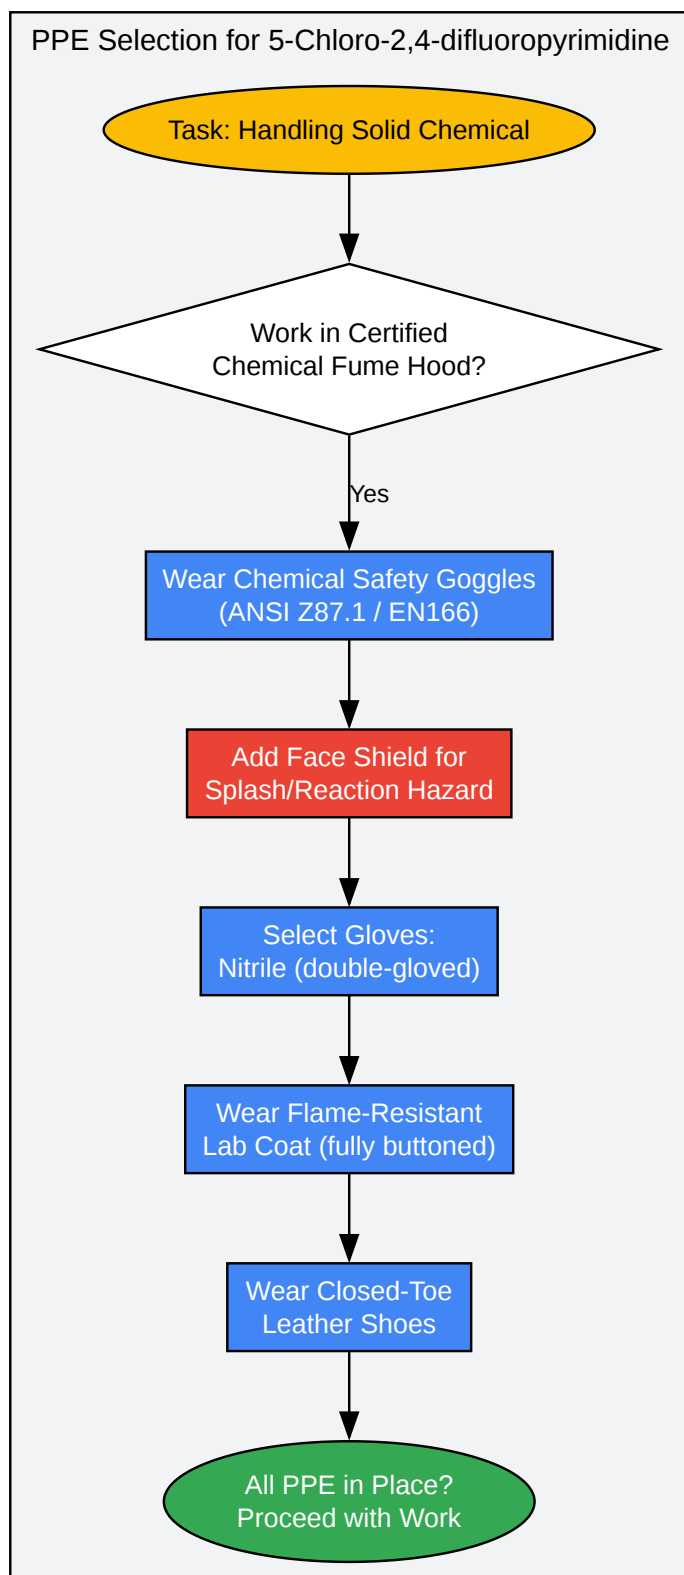 PPE Selection for 5-Chloro-2,4-difluoropyrimidine
Task: Handling Solid Chemical
Work in Certified
Chemical Fume Hood?
Yes
Wear Chemical Safety Goggles
(ANSI Z87.1 / EN166)
Add Face Shield for
Splash/Reaction Hazard
Select Gloves:
Nitrile (double-gloved)
Wear Flame-Resistant
Lab Coat (fully buttoned)
Wear Closed-Toe
Leather Shoes
All PPE in Place?
Proceed with Work